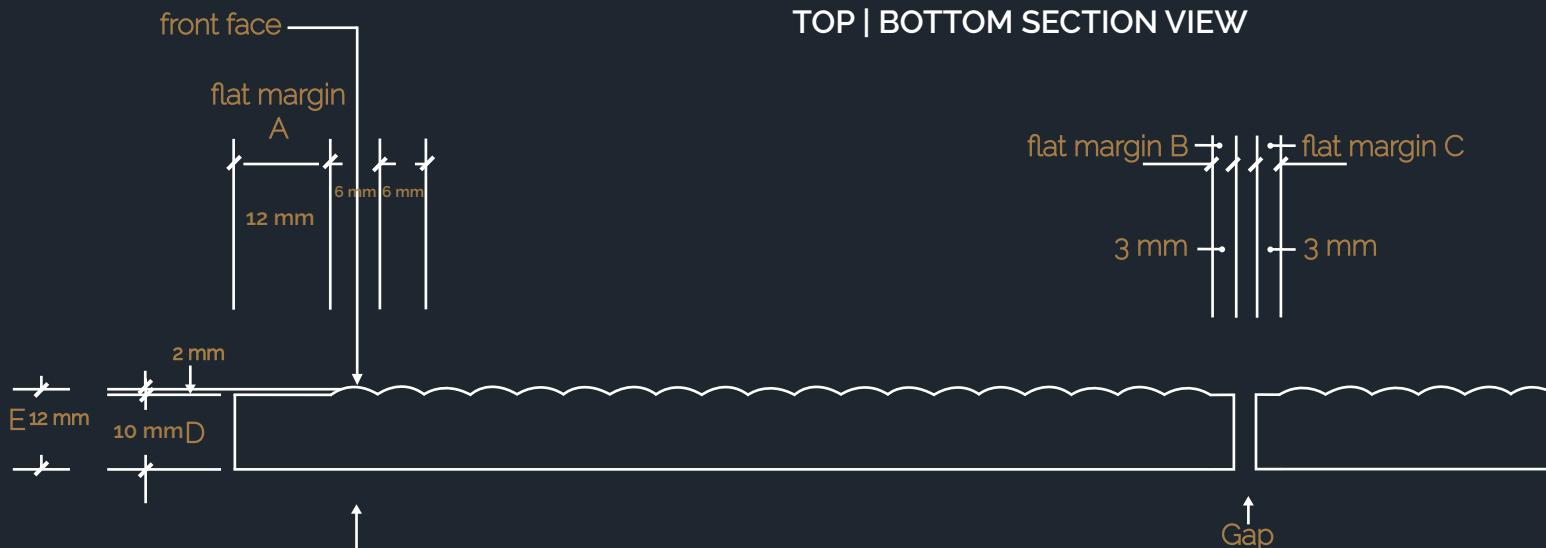 TOP | BOTTOM SECTION VIEW
front face
flat margin
A
flat margin B
flat margin C
6 mm
6 mm
12 mm
3 mm
3 mm
2 mm
E 12 mm
10 mm D
Gap